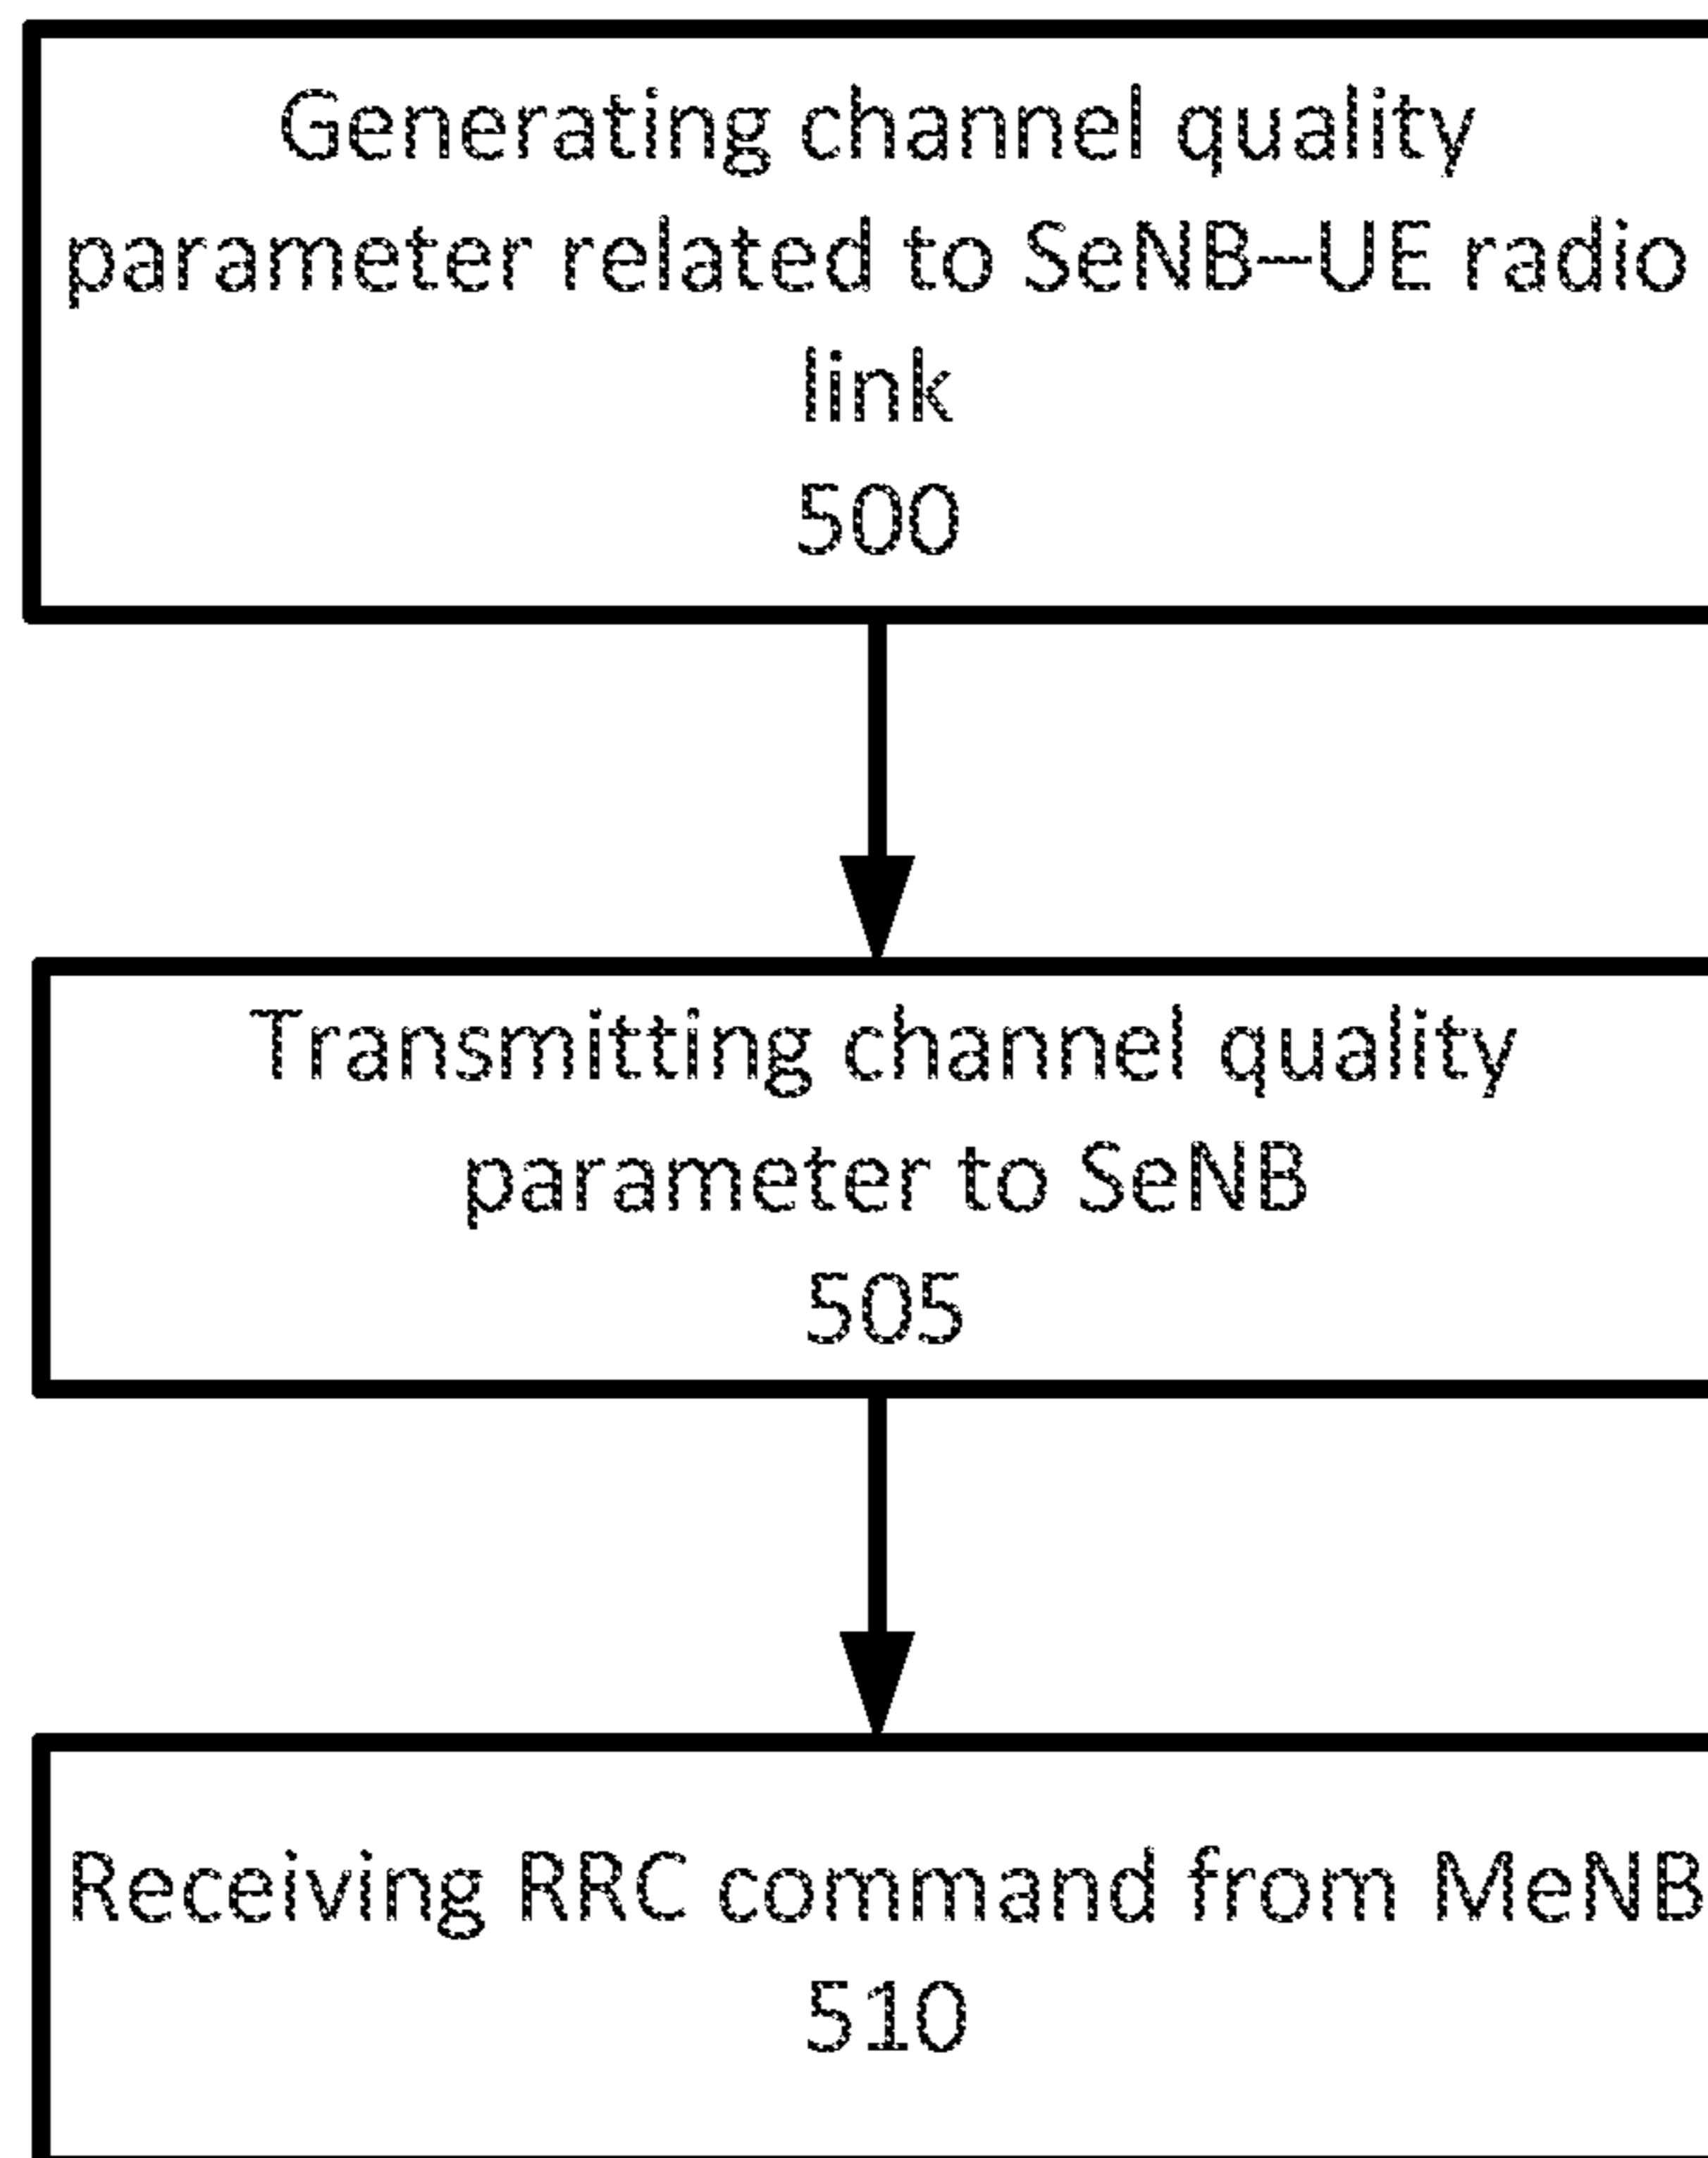 Generating channel quality
parameter related to SeNB–UE radio
link
500
Transmitting channel quality
parameter to SeNB
505
Receiving RRC command from MeNB
510